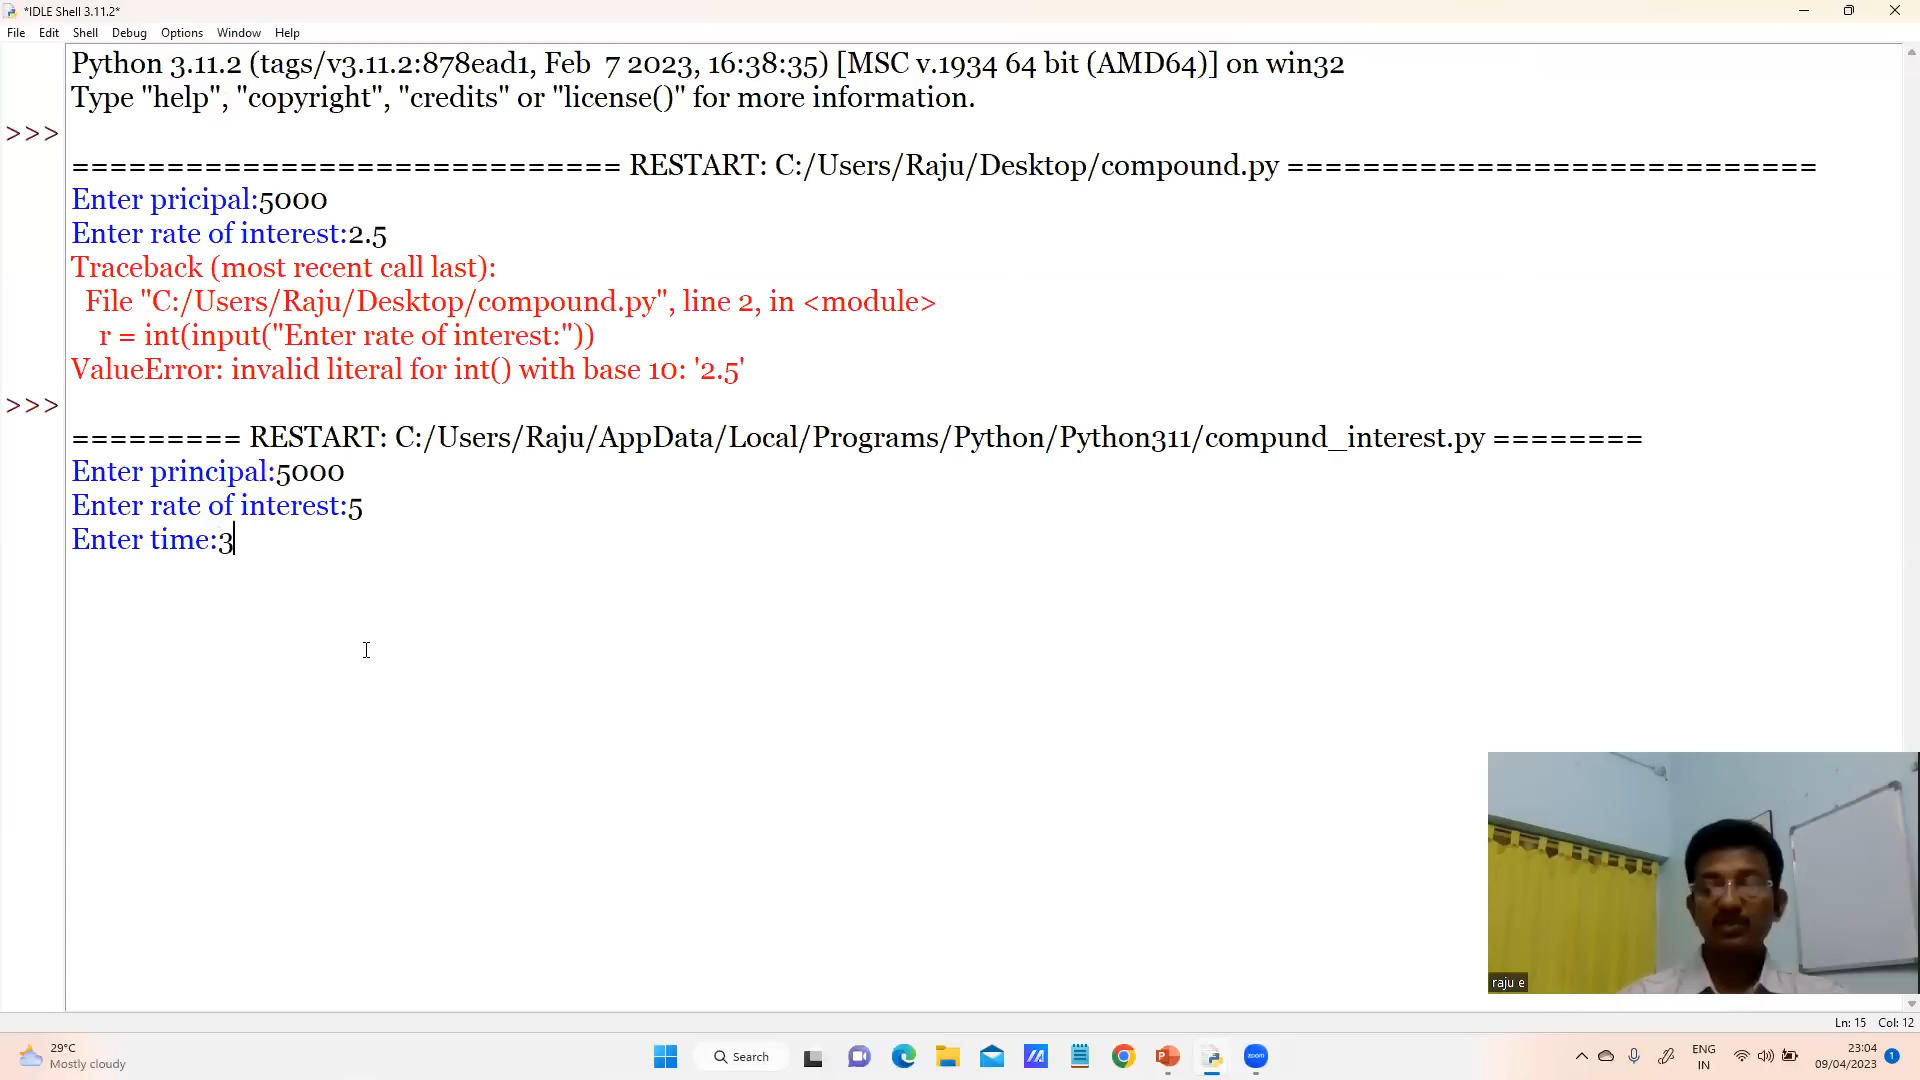 *IDLE Shell 3.11.2*
File Edit Shell Debug Options Window Help
Python 3.11.2 (tags/v3.11.2:878ead1, Feb  7 2023, 16:38:35) [MSC v.1934 64 bit (AMD64)] on win32
Type "help", "copyright", "credits" or "license()" for more information.
>>>
============================= RESTART: C:/Users/Raju/Desktop/compound.py ============================
Enter pricipal:5000
Enter rate of interest:2.5
Traceback (most recent call last):
  File "C:/Users/Raju/Desktop/compound.py", line 2, in <module>
    r = int(input("Enter rate of interest:"))
ValueError: invalid literal for int() with base 10: '2.5'
>>>
========= RESTART: C:/Users/Raju/AppData/Local/Programs/Python/Python311/compund_interest.py ========
Enter principal:5000
Enter rate of interest:5
Enter time:3
raju e
Ln: 15 Col: 12
29°C
Mostly cloudy
Search
zoom
ENG
IN
23:04
09/04/2023
1